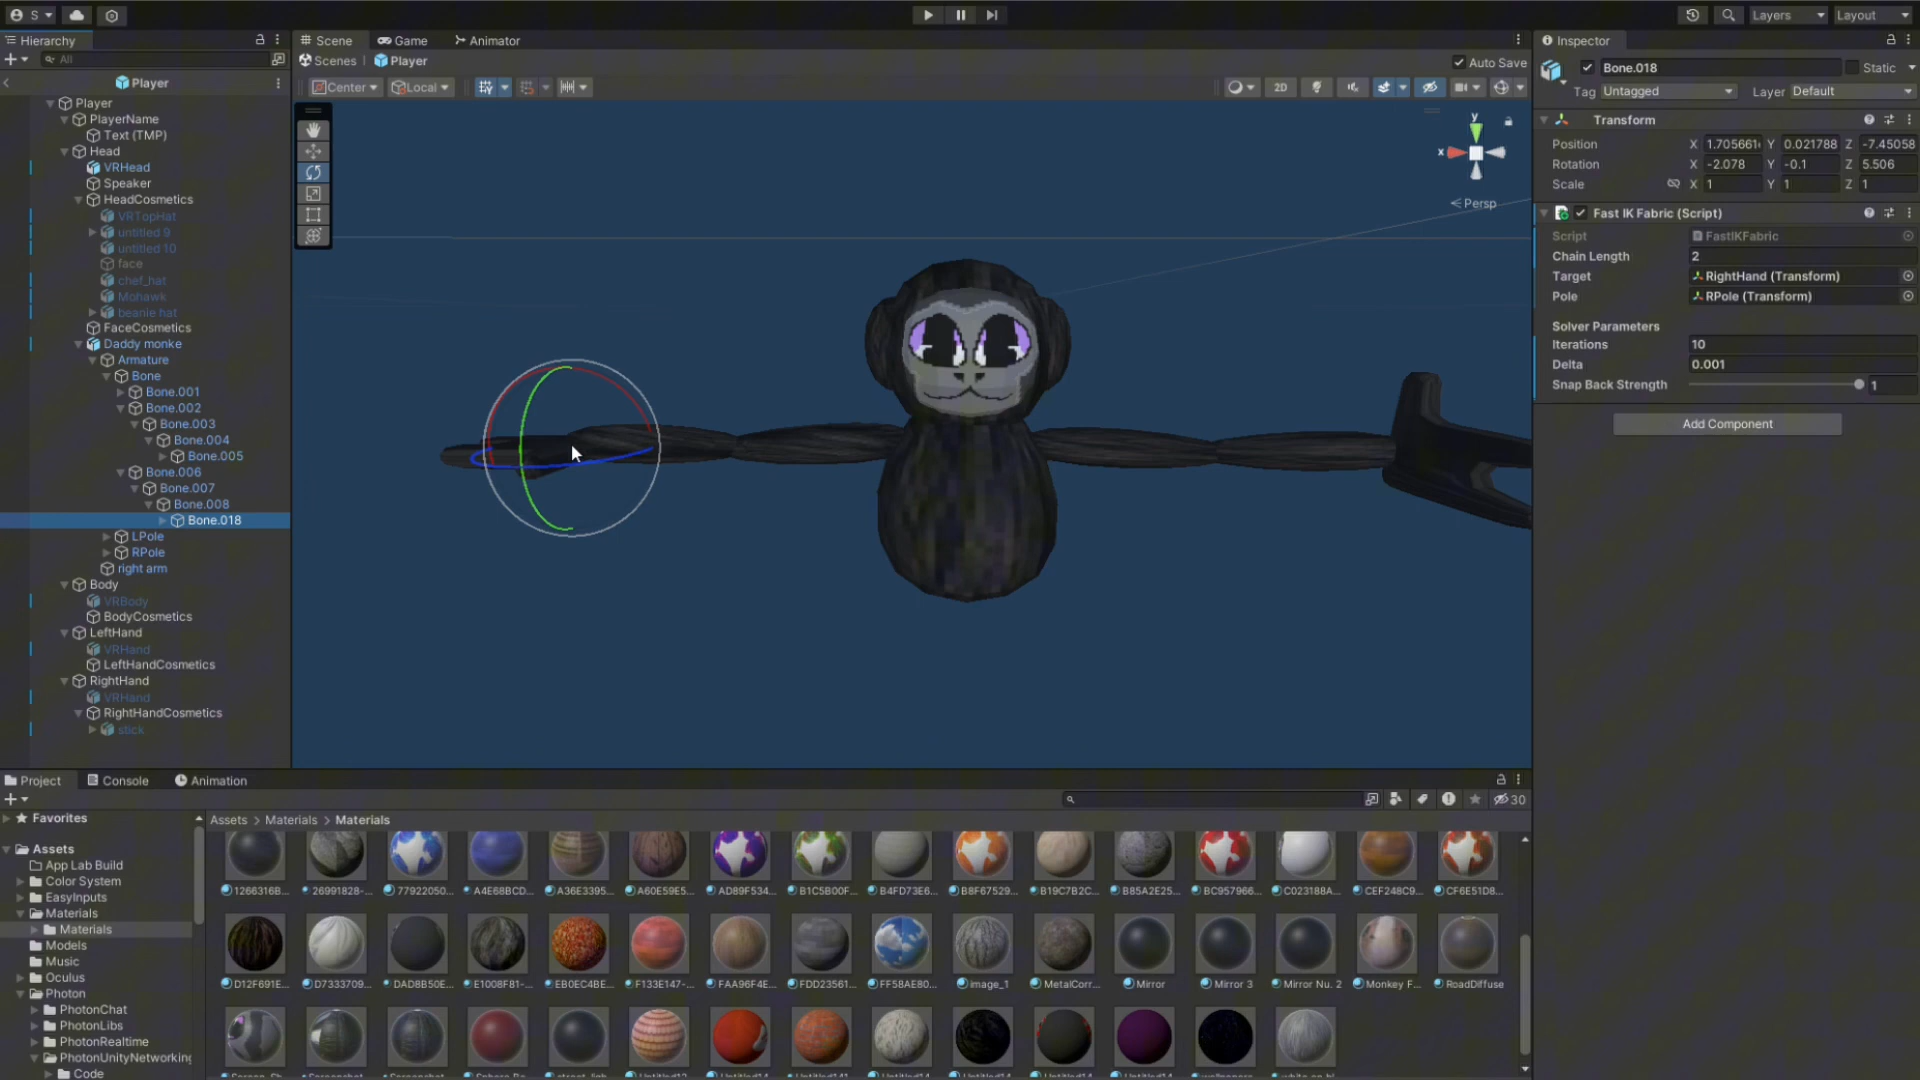 S
Layers
Layout
Hierarchy
Scene
Game
Animator
Inspector
All
Scenes
Player
Auto Save
Bone.018
Static
Player
Center
Local
2D
Tag Untagged
Layer Default
Player
PlayerName
Text (TMP)
Head
VRHead
Speaker
HeadCosmetics
VRTopHat
untitled 9
untitled 10
face
chef_hat
Mohawk
beanie hat
FaceCosmetics
Daddy monke
Armature
Bone
Bone.001
Bone.002
Bone.003
Bone.004
Bone.005
Bone.006
Bone.007
Bone.008
Bone.018
LPole
RPole
right arm
Body
VRBody
BodyCosmetics
LeftHand
VRHand
LeftHandCosmetics
RightHand
VRHand
RightHandCosmetics
stick
y
x
Persp
Transform
Position X 1.705661 Y 0.021788 Z -7.45058
Rotation X -2.078 Y -0.1 Z 5.506
Scale X 1 Y 1 Z 1
Fast IK Fabric (Script)
Script FastIKFabric
Chain Length 2
Target RightHand (Transform)
Pole RPole (Transform)
Solver Parameters
Iterations 10
Delta 0.001
Snap Back Strength 1
Add Component
Project
Console
Animation
30
Favorites
Assets
App Lab Build
Color System
EasyInputs
Materials
Materials
Models
Music
Oculus
Photon
PhotonChat
PhotonLibs
PhotonRealtime
PhotonUnityNetworking
Code
Assets > Materials > Materials
1266316B... 26991828-... 77922050... A4E68BCD... A36E3395... A60E59E5... AD89F534... B1C5B00F... B4FD73E6... B8F67529... B19C7B2C... B85A2E25... BC957966... C023188A... CEF248C9... CF6E51D8...
D12F691E... D7333709... DAD8B50E... E1008F81-... EB0EC4BE... F133E147-... FAA96F4E... FDD23561... FF58AE80... image_1 MetalCorr... Mirror Mirror 3 Mirror Nu. 2 Monkey F... RoadDiffuse